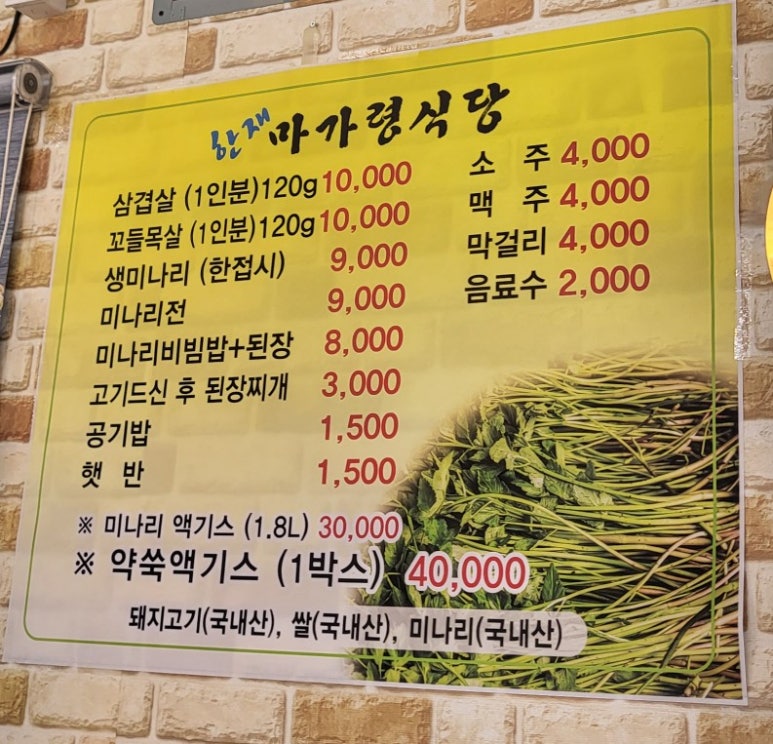 한재 마가령식당
삼겹살 (1인분)120g 10,000
꼬들목살 (1인분)120g 10,000
생미나리 (한접시) 9,000
미나리전 9,000
미나리비빔밥+된장 8,000
고기드신 후 된장찌개 3,000
공기밥 1,500
햇 반 1,500
소 주 4,000
맥 주 4,000
막걸리 4,000
음료수 2,000
※ 미나리 액기스 (1.8L) 30,000
※ 약쑥액기스 (1박스) 40,000
돼지고기(국내산), 쌀(국내산), 미나리(국내산)